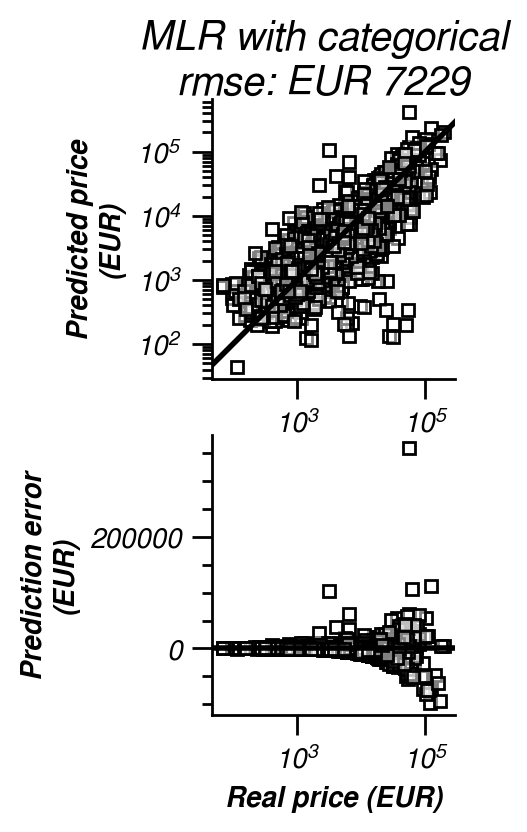 MLR with categorical
rmse: EUR 7229
Predicted price
(EUR)
10^5
10^4
10^3
10^2
10^3
10^5
Prediction error
(EUR)
200000
0
10^3
10^5
Real price (EUR)